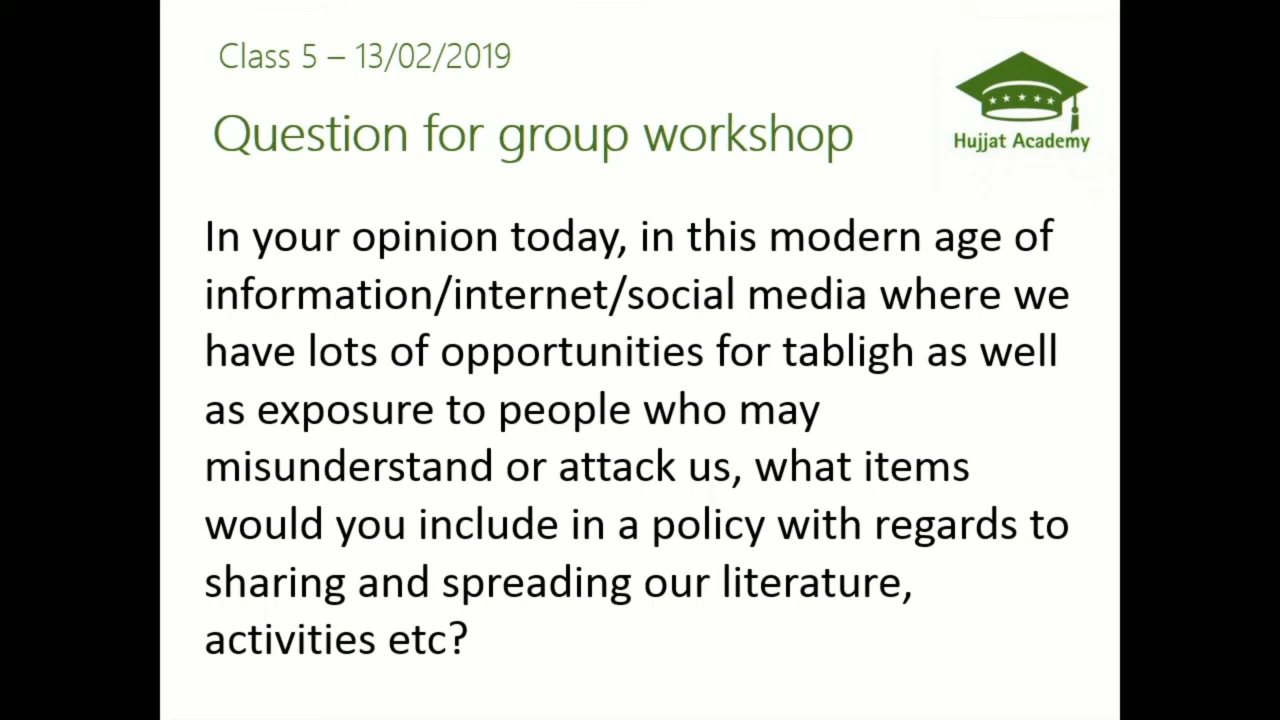 Class 5 – 13/02/2019
Question for group workshop
Hujjat Academy
In your opinion today, in this modern age of
information/internet/social media where we
have lots of opportunities for tabligh as well
as exposure to people who may
misunderstand or attack us, what items
would you include in a policy with regards to
sharing and spreading our literature,
activities etc?